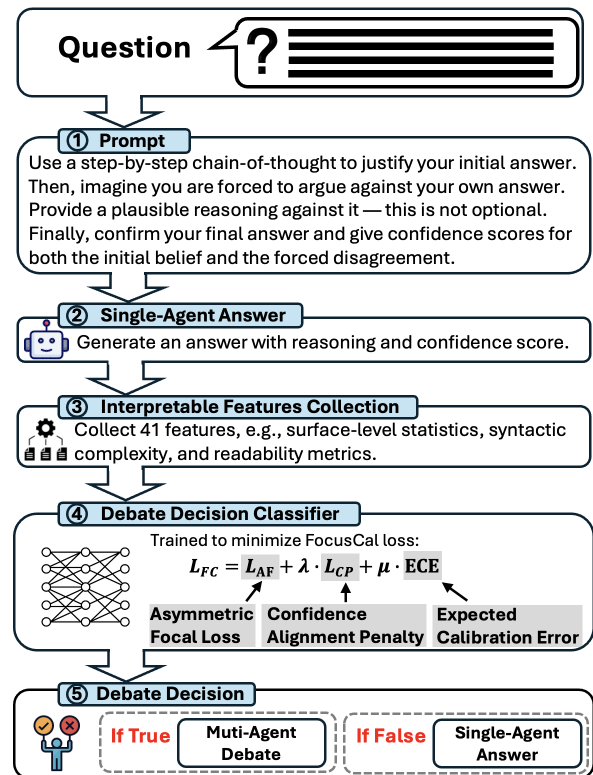 Question
?
① Prompt
Use a step-by-step chain-of-thought to justify your initial answer.
Then, imagine you are forced to argue against your own answer.
Provide a plausible reasoning against it — this is not optional.
Finally, confirm your final answer and give confidence scores for
both the initial belief and the forced disagreement.
② Single-Agent Answer
Generate an answer with reasoning and confidence score.
③ Interpretable Features Collection
Collect 41 features, e.g., surface-level statistics, syntactic
complexity, and readability metrics.
④ Debate Decision Classifier
Trained to minimize FocusCal loss:
L_FC = L_AF + λ · L_CP + μ · ECE
Asymmetric
Focal Loss
Confidence
Alignment Penalty
Expected
Calibration Error
⑤ Debate Decision
If True
Muti-Agent
Debate
If False
Single-Agent
Answer